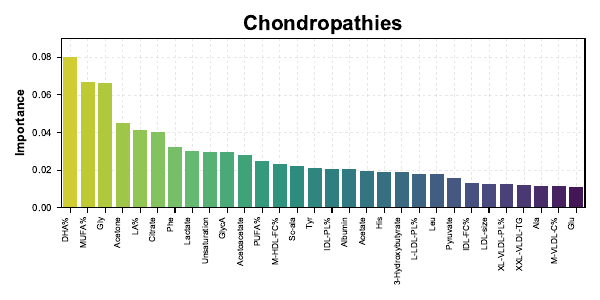 Chondropathies
Importance
0.08
0.06
0.04
0.02
0.00
DHA%
MUFA%
Gly
Acetone
LA%
Citrate
Phe
Lactate
Unsaturation
GlycA
Acetoacetate
PUFA%
M-HDL-FC%
Sc-ala
Tyr
IDL-PL%
Albumin
Acetate
His
3-Hydroxybutyrate
L-LDL-PL%
Leu
Pyruvate
IDL-FC%
LDL-size
XL-VLDL-PL%
XXL-VLDL-TG
Ala
M-VLDL-C%
Glu